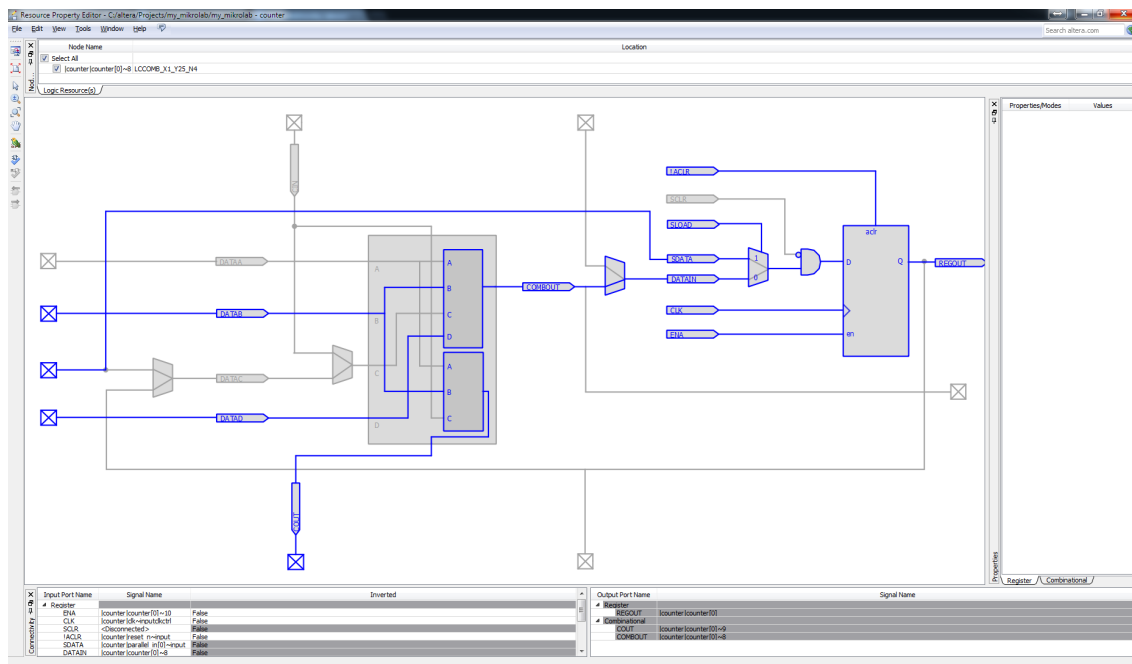 Resource Property Editor - C:/altera/Projects/my_mikrolab/my_mikrolab - counter
File Edit View Tools Window Help
Search altera.com
Node Name Location
Select All
|counter|counter[0]~8 LCCOMB_X1_Y25_N4
Nod...
Logic Resource(s)
Properties/Modes Values
!ACLR
SCLR
aclr
SLOAD
SDATA 1 D Q REGOUT
DATAIN 0
CLK
ENA en
DATAA A A
DATAB B B
COMBOUT
C
D
A
DATAC C B
DATAD D C
COUT
Properties
Register Combinational
Connectivity
Input Port Name Signal Name Inverted
Register
ENA |counter|counter[0]~10 False
CLK |counter|clk~inputclkctrl False
SCLR <Disconnected> False
!ACLR |counter|reset_n~input False
SDATA |counter|parallel_in[0]~input False
DATAIN |counter|counter[0]~8 False
Output Port Name Signal Name
Register
REGOUT |counter|counter[0]
Combinational
COUT |counter|counter[0]~9
COMBOUT |counter|counter[0]~8